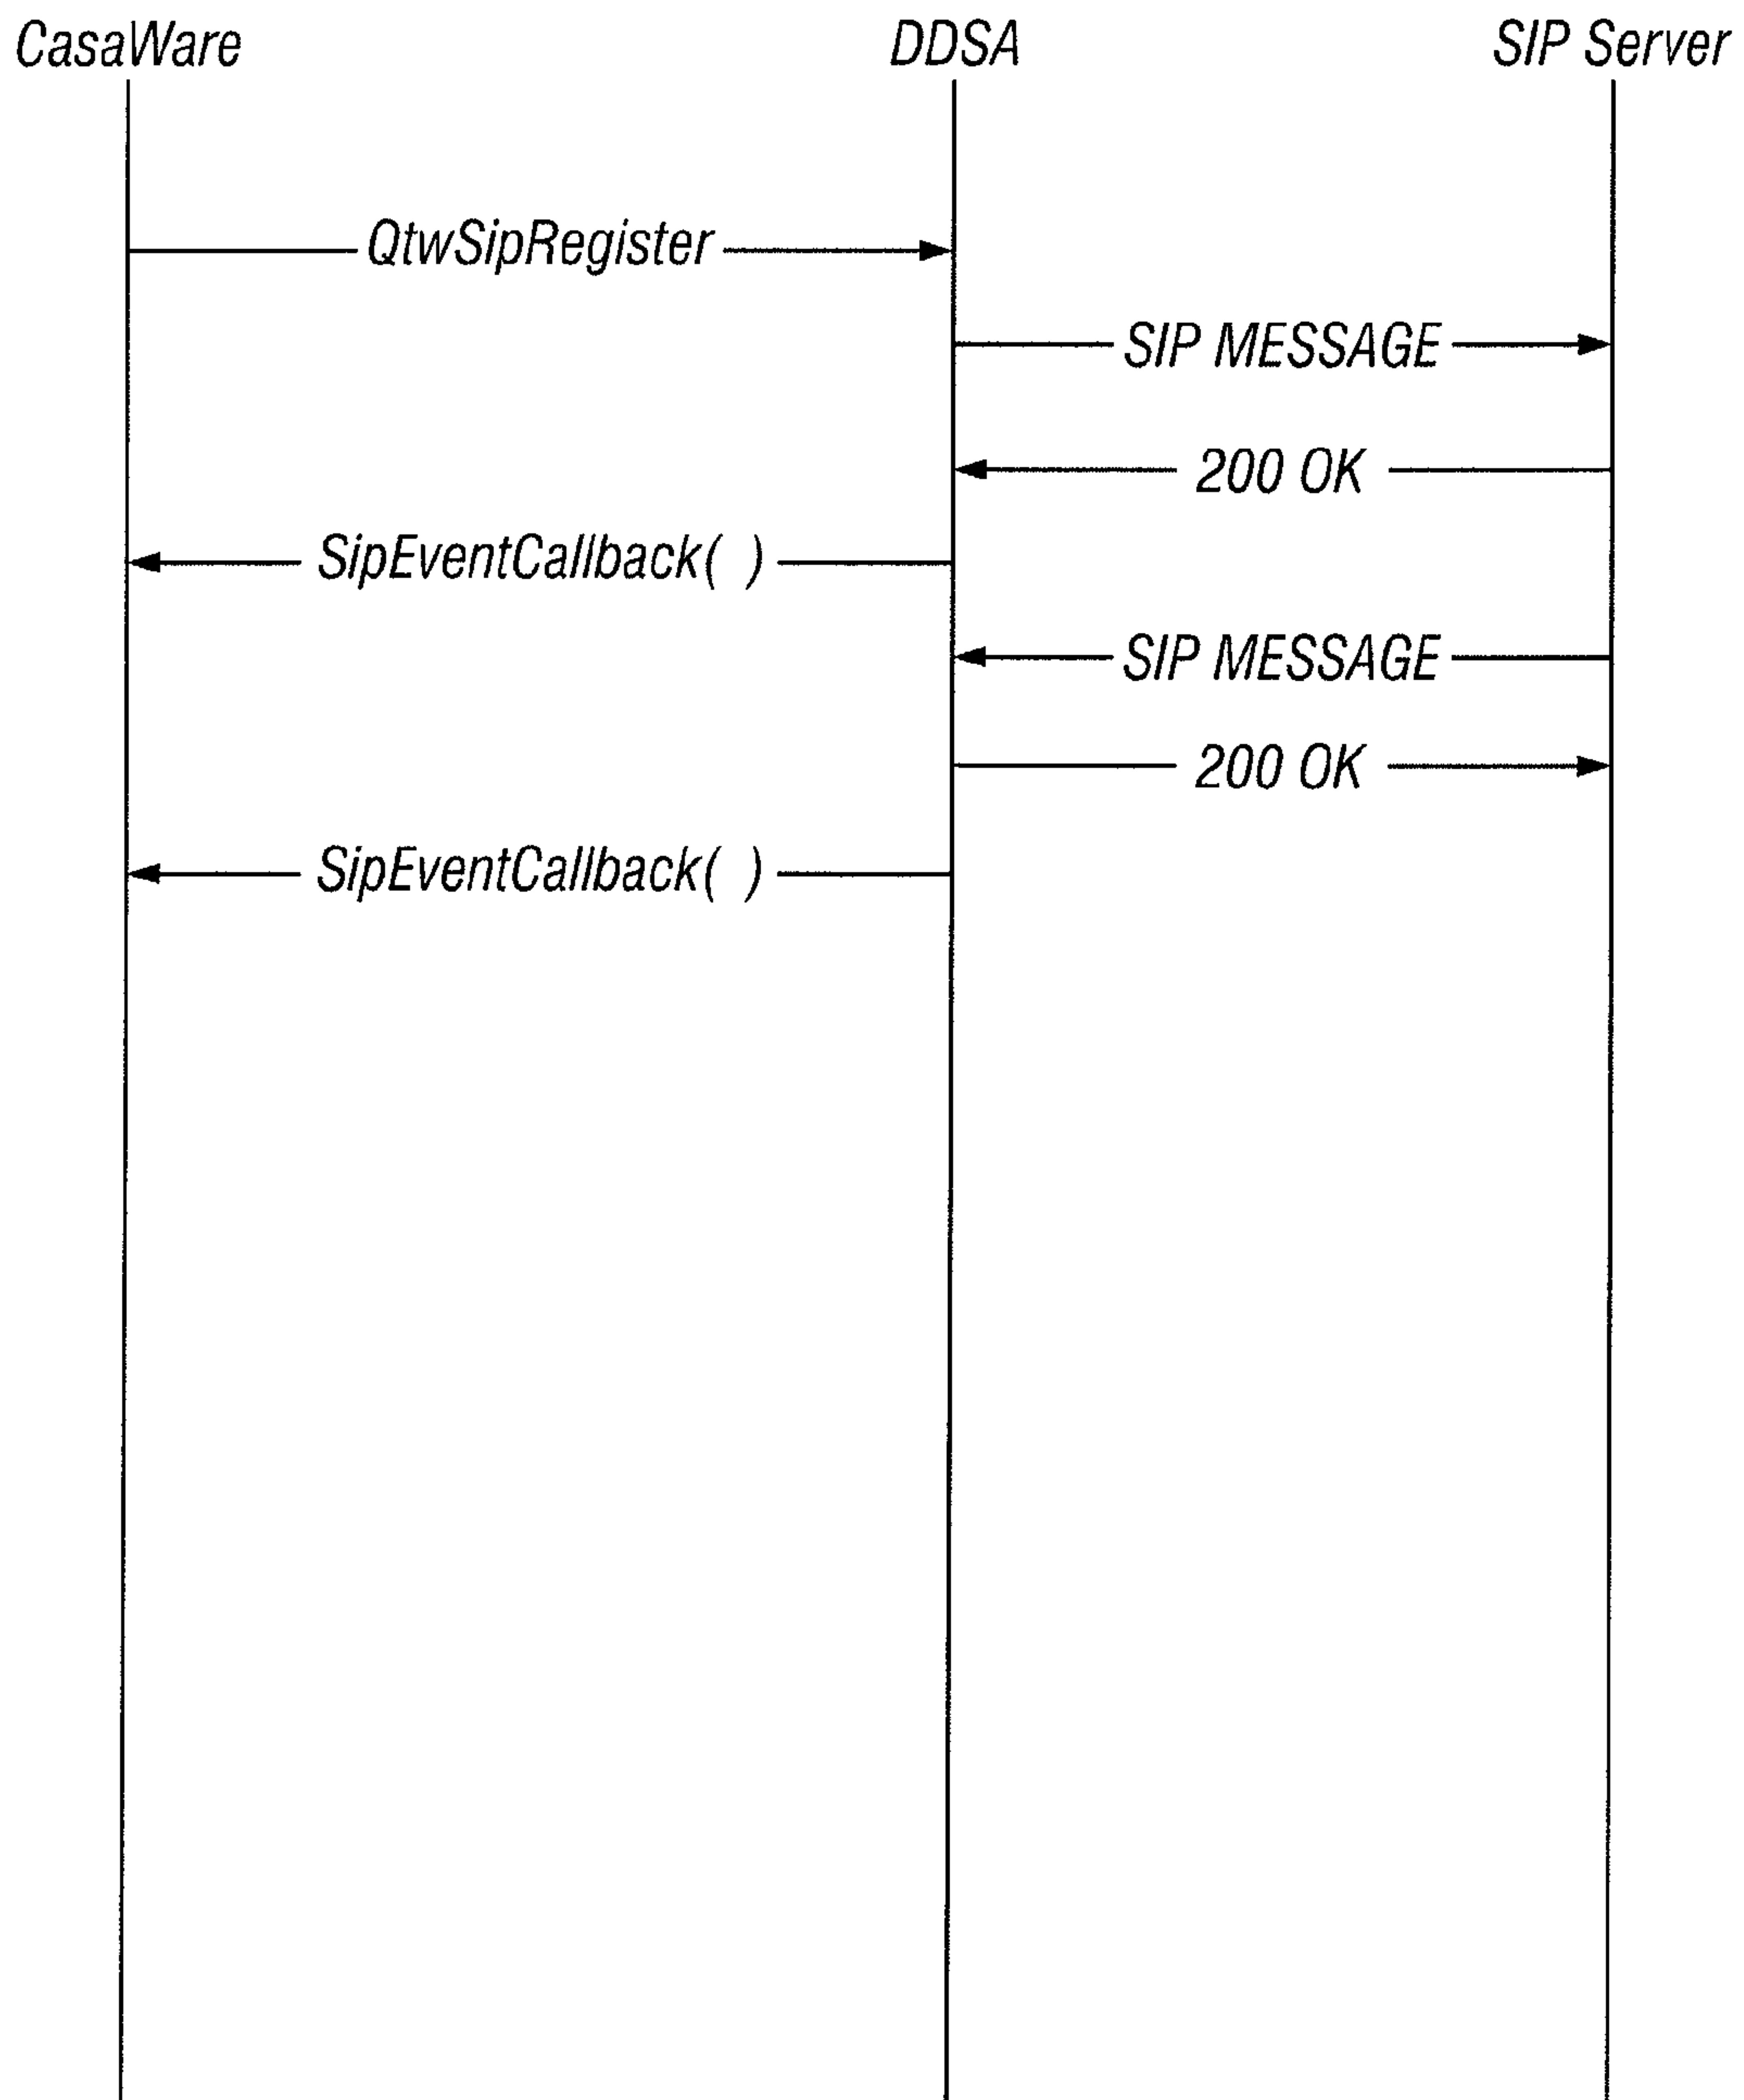 CasaWare DDSA SIP Server
QtwSipRegister
SIP MESSAGE
200 OK
SipEventCallback( )
SIP MESSAGE
200 OK
SipEventCallback( )